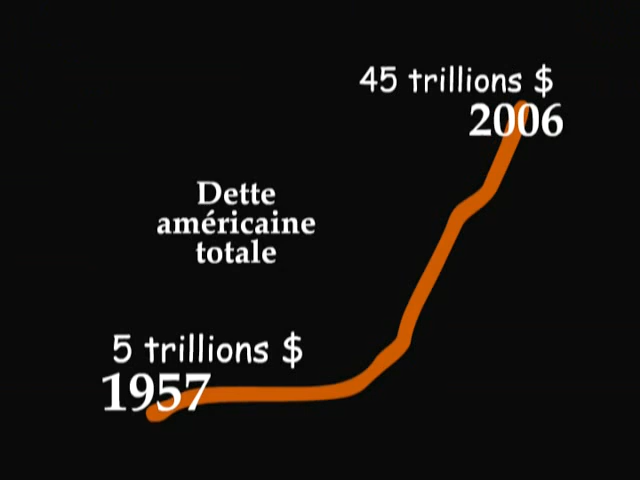 45 trillions $
2006
Dette
américaine
totale
5 trillions $
1957